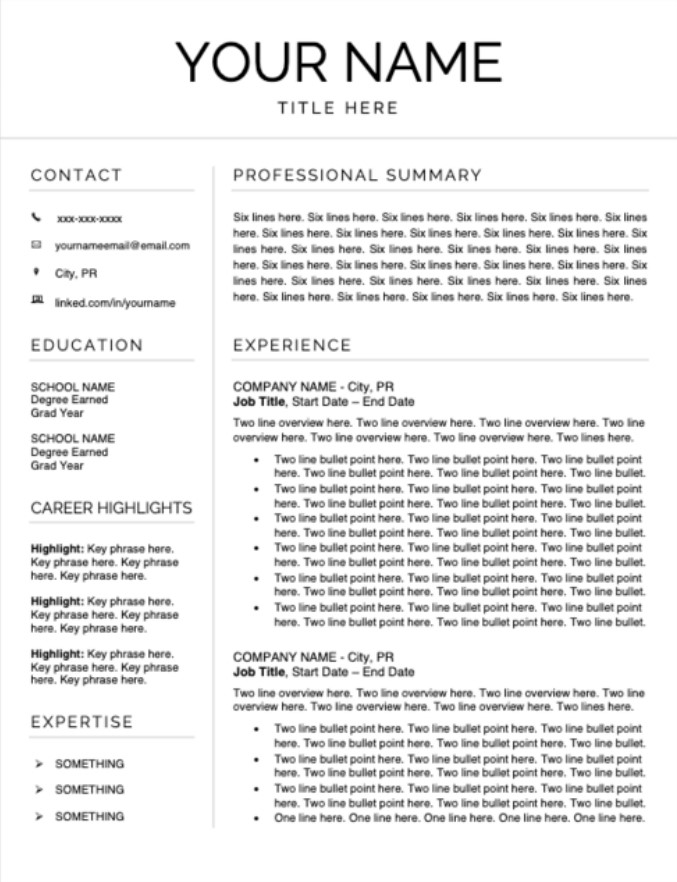 YOUR NAME
TITLE HERE
CONTACT
xxx-xxx-xxxx
yournameemail@email.com
City, PR
linked.com/in/yourname
EDUCATION
SCHOOL NAME
Degree Earned
Grad Year
SCHOOL NAME
Degree Earned
Grad Year
CAREER HIGHLIGHTS
Highlight: Key phrase here.
Key phrase here. Key phrase
here. Key phrase here.
Highlight: Key phrase here.
Key phrase here. Key phrase
here. Key phrase here.
Highlight: Key phrase here.
Key phrase here. Key phrase
here. Key phrase here.
EXPERTISE
➢ SOMETHING
➢ SOMETHING
➢ SOMETHING
PROFESSIONAL SUMMARY
Six lines here. Six lines here. Six lines here. Six lines here. Six lines here. Six lines
here. Six lines here. Six lines here. Six lines here. Six lines here. Six lines here. Six
lines here. Six lines here. Six lines here. Six lines here. Six lines here. Six lines
here. Six lines here. Six lines here. Six lines here. Six lines here. Six lines here. Six
lines here. Six lines here. Six lines here. Six lines here. Six lines here. Six lines
here. Six lines here. Six lines here. Six lines here. Six lines here.
EXPERIENCE
COMPANY NAME - City, PR
Job Title, Start Date – End Date
Two line overview here. Two line overview here. Two line overview here. Two line
overview here. Two line overview here. Two line overview here. Two lines here.
• Two line bullet point here. Two line bullet point here. Two line bullet point
here. Two line bullet point here. Two line bullet point here. Two line bullet.
• Two line bullet point here. Two line bullet point here. Two line bullet point
here. Two line bullet point here. Two line bullet point here. Two line bullet.
• Two line bullet point here. Two line bullet point here. Two line bullet point
here. Two line bullet point here. Two line bullet point here. Two line bullet.
• Two line bullet point here. Two line bullet point here. Two line bullet point
here. Two line bullet point here. Two line bullet point here. Two line bullet.
• Two line bullet point here. Two line bullet point here. Two line bullet point
here. Two line bullet point here. Two line bullet point here. Two line bullet.
• Two line bullet point here. Two line bullet point here. Two line bullet point
here. Two line bullet point here. Two line bullet point here. Two line bullet.
COMPANY NAME - City, PR
Job Title, Start Date – End Date
Two line overview here. Two line overview here. Two line overview here. Two line
overview here. Two line overview here. Two line overview here. Two lines here.
• Two line bullet point here. Two line bullet point here. Two line bullet point
here. Two line bullet point here. Two line bullet point here. Two line bullet.
• Two line bullet point here. Two line bullet point here. Two line bullet point
here. Two line bullet point here. Two line bullet point here. Two line bullet.
• Two line bullet point here. Two line bullet point here. Two line bullet point
here. Two line bullet point here. Two line bullet point here. Two line bullet.
• One line here. One line here. One line here. One line here. One line here.